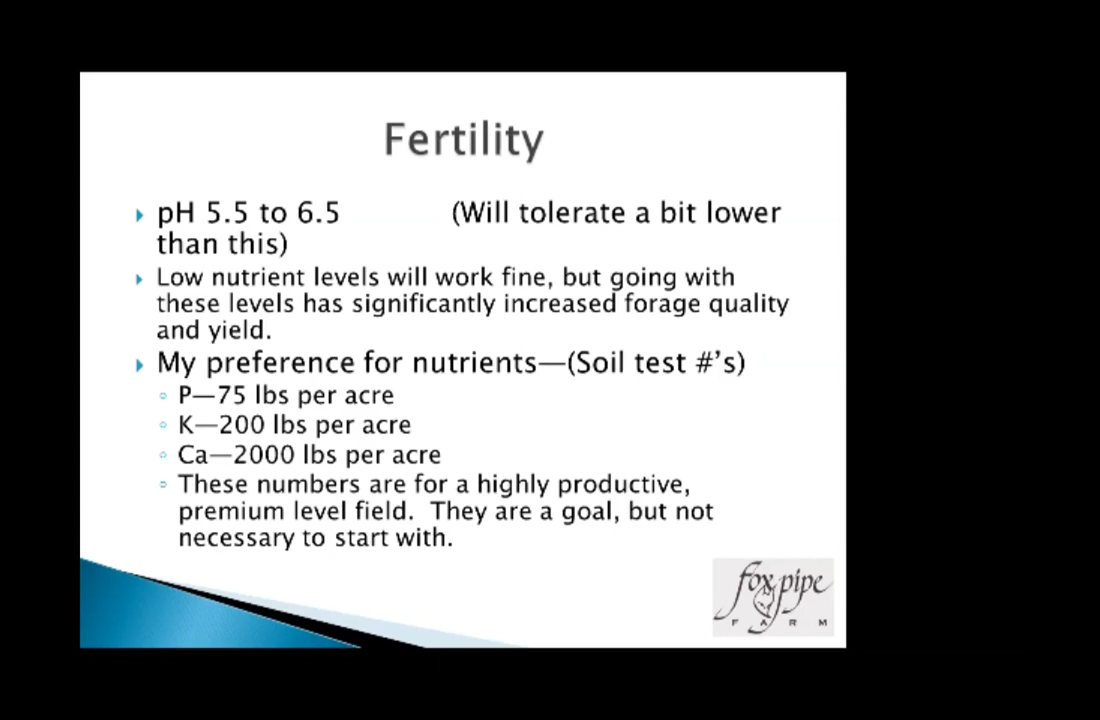 Fertility
pH 5.5 to 6.5 (Will tolerate a bit lower
than this)
Low nutrient levels will work fine, but going with
these levels has significantly increased forage quality
and yield.
My preference for nutrients—(Soil test #’s)
P—75 lbs per acre
K—200 lbs per acre
Ca—2000 lbs per acre
These numbers are for a highly productive,
premium level field.  They are a goal, but not
necessary to start with.
fox pipe
FARM